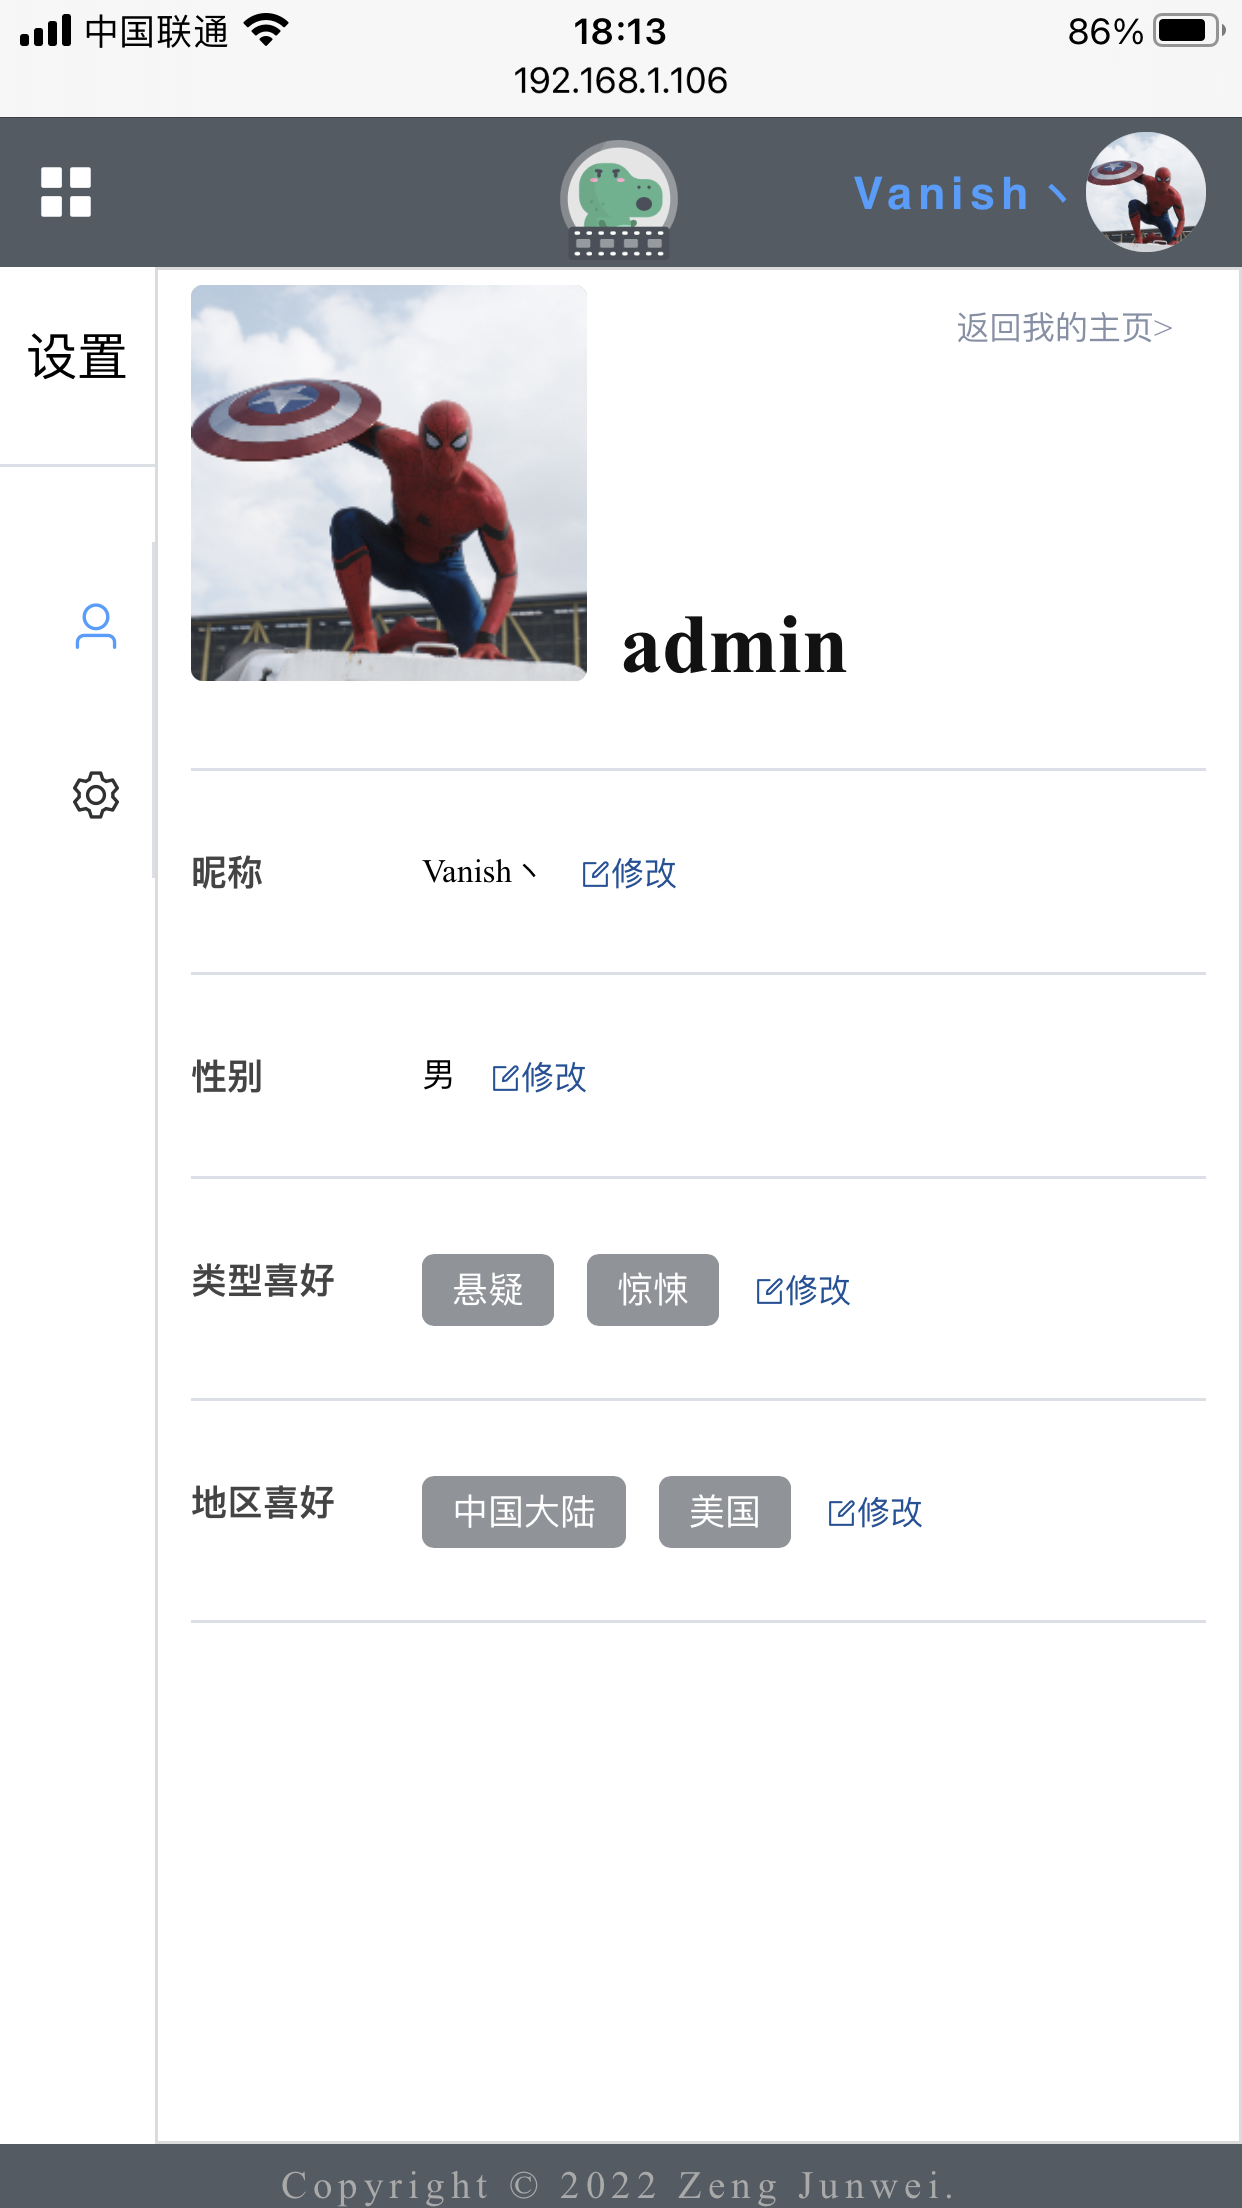 中国联通 18:13 86%
192.168.1.106
Vanish丶
设置
返回我的主页>
admin
昵称 Vanish丶 修改
性别 男 修改
类型喜好 悬疑 惊悚 修改
地区喜好 中国大陆 美国 修改
Copyright © 2022 Zeng Junwei.